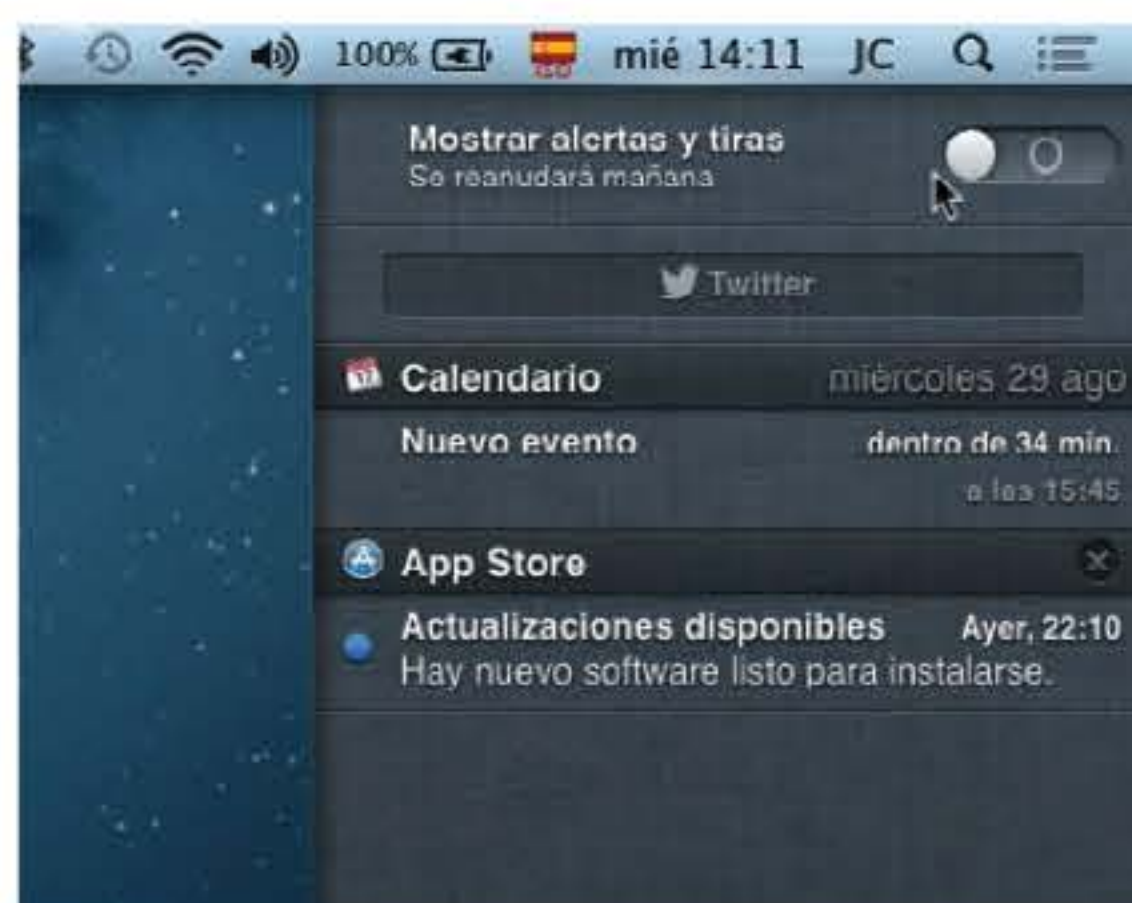 100% mié 14:11 JC
Mostrar alertas y tiras
Se reanudará mañana
Twitter
17
Calendario miércoles 29 ago
Nuevo evento dentro de 34 min.
a las 15:45
App Store
Actualizaciones disponibles Ayer, 22:10
Hay nuevo software listo para instalarse.